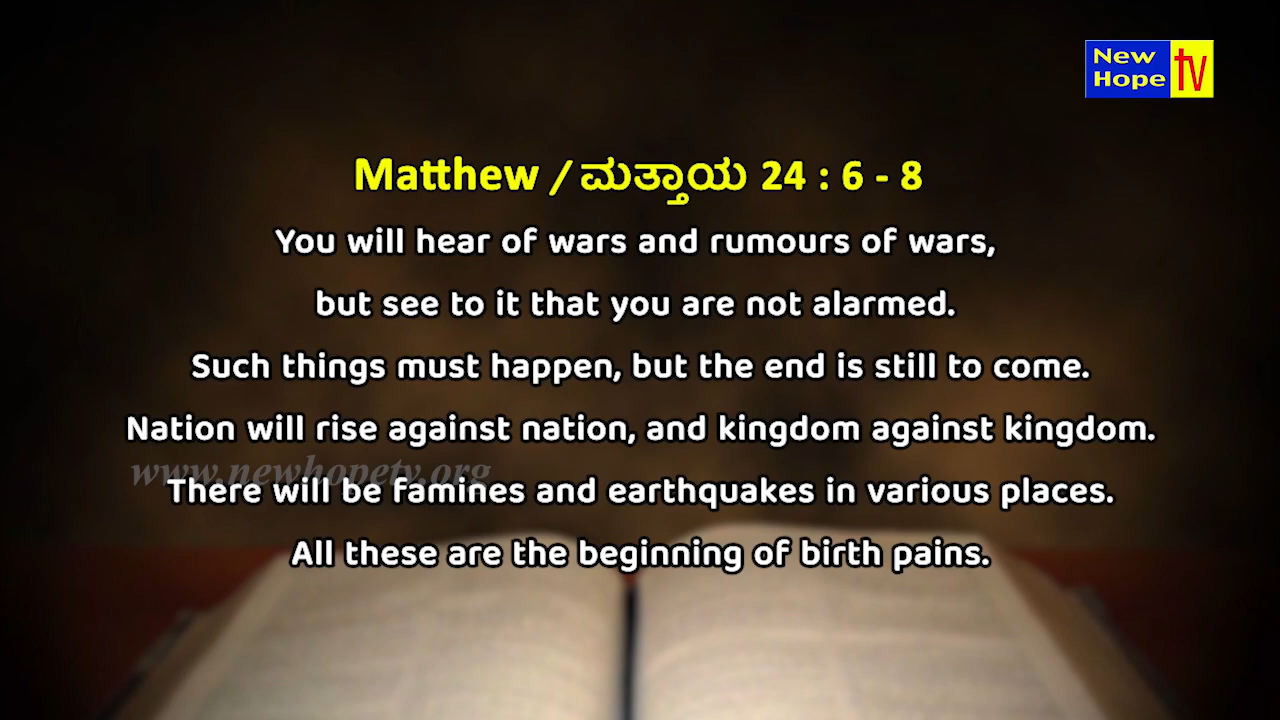 New
Hope tv
Matthew / ಮತ್ತಾಯ 24 : 6 - 8
You will hear of wars and rumours of wars,
but see to it that you are not alarmed.
Such things must happen, but the end is still to come.
Nation will rise against nation, and kingdom against kingdom.
www.newhopetv.org
There will be famines and earthquakes in various places.
All these are the beginning of birth pains.